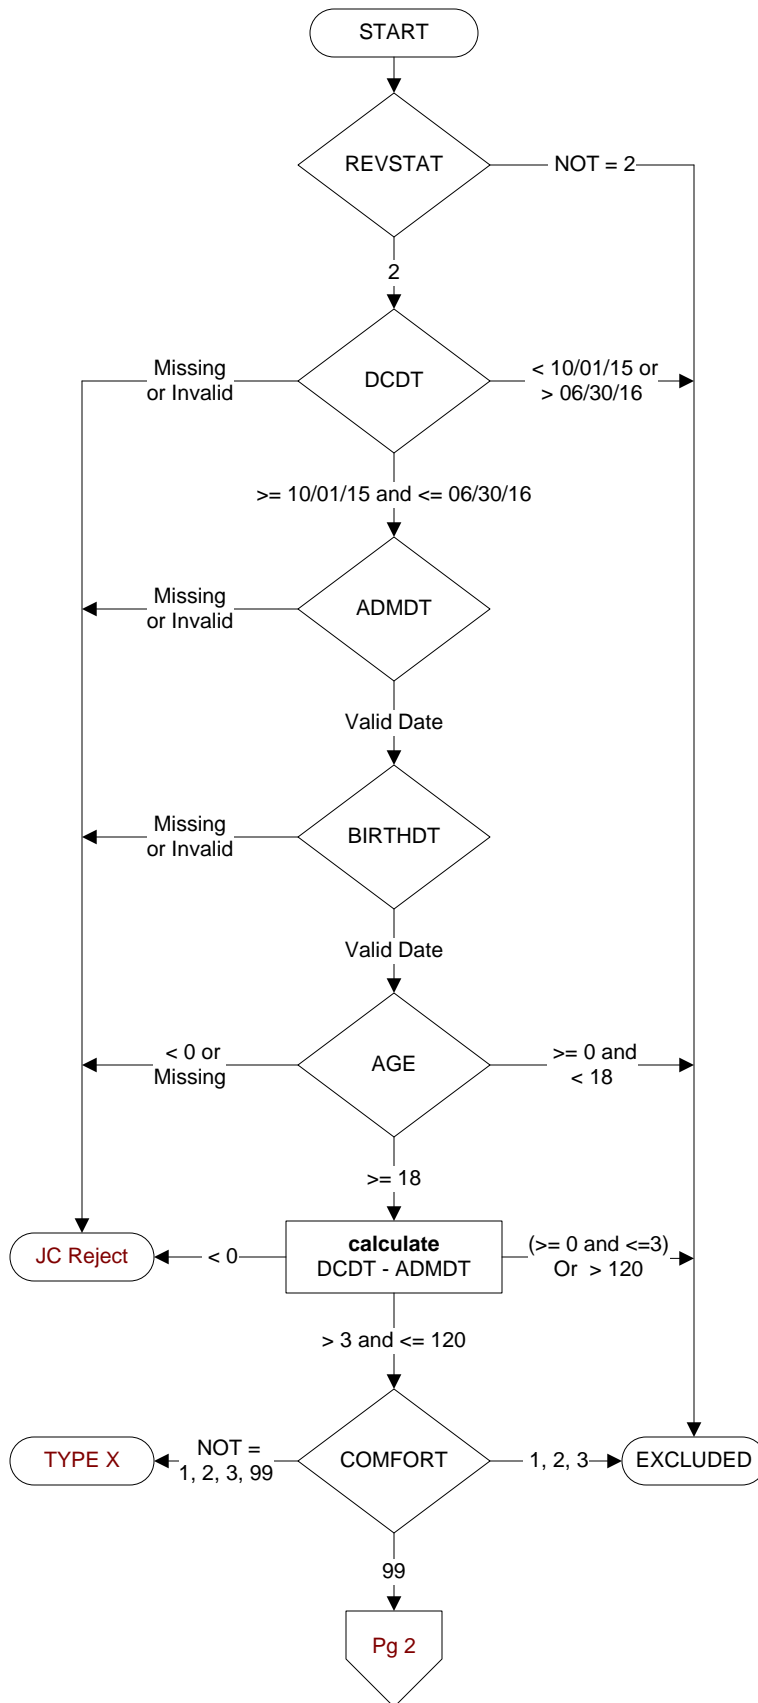 START
REVSTAT
NOT = 2
2
Missing
or Invalid
DCDT
< 10/01/15 or
> 06/30/16
>= 10/01/15 and <= 06/30/16
Missing
or Invalid
ADMDT
Valid Date
Missing
or Invalid
BIRTHDT
Valid Date
< 0 or
Missing
AGE
>= 0 and
< 18
>= 18
JC Reject
< 0
calculate
DCDT - ADMDT
(>= 0 and <=3)
Or > 120
> 3 and <= 120
TYPE X
NOT =
1, 2, 3, 99
COMFORT
1, 2, 3
EXCLUDED
99
Pg 2